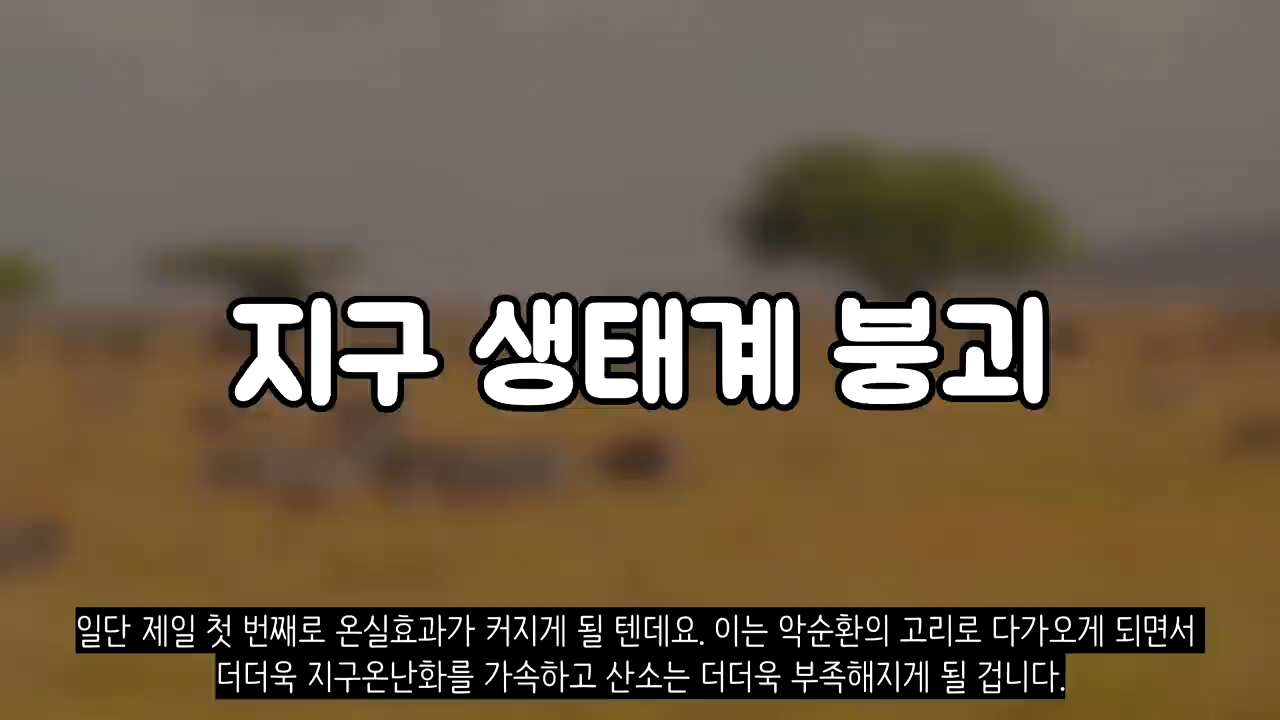 지구 생태계 붕괴
일단 제일 첫 번째로 온실효과가 커지게 될 텐데요. 이는 악순환의 고리로 다가오게 되면서
더더욱 지구온난화를 가속하고 산소는 더더욱 부족해지게 될 겁니다.